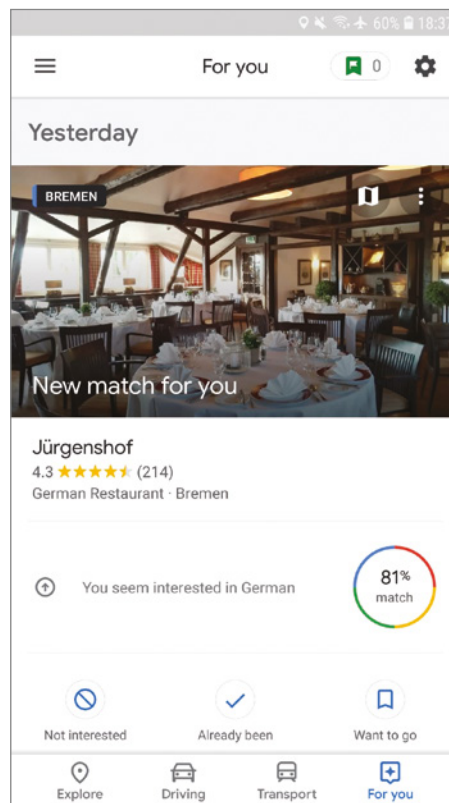 60% 18:37
For you
0
Yesterday
BREMEN
New match for you
Jürgenshof
4.3 (214)
German Restaurant · Bremen
You seem interested in German
81%
match
Not interested
Already been
Want to go
Explore
Driving
Transport
For you